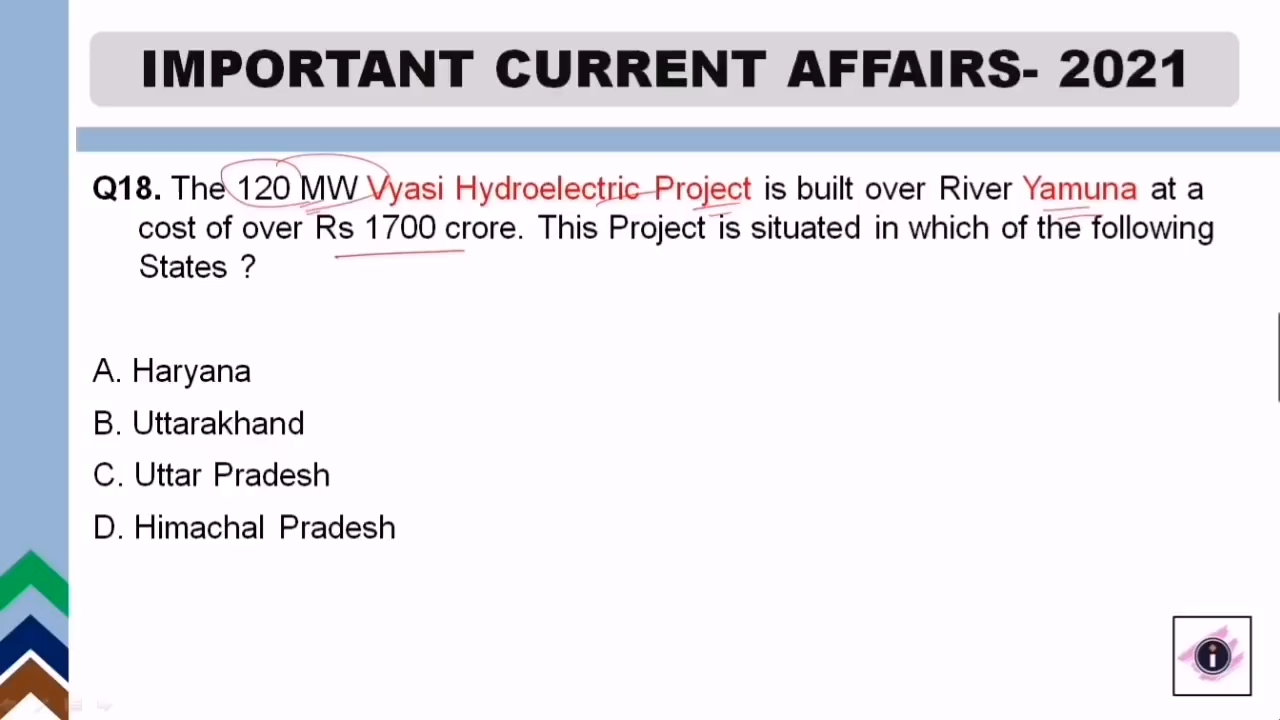 IMPORTANT CURRENT AFFAIRS- 2021
Q18. The 120 MW Vyasi Hydroelectric Project is built over River Yamuna at a
cost of over Rs 1700 crore. This Project is situated in which of the following
States ?
A. Haryana
B. Uttarakhand
C. Uttar Pradesh
D. Himachal Pradesh
i